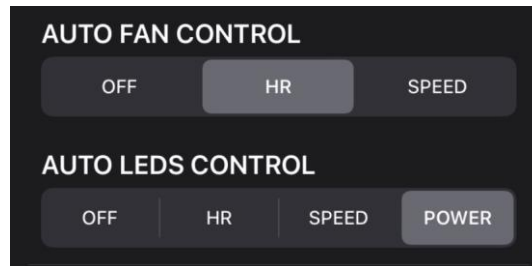 AUTO FAN CONTROL
OFF HR SPEED
AUTO LEDS CONTROL
OFF HR SPEED POWER